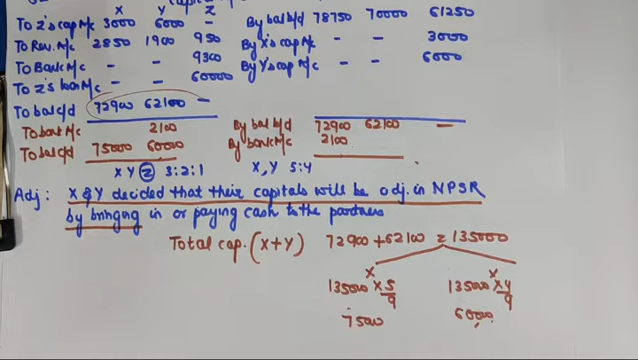 X Y Z
To Z's cap A/c 3000 6000 – By bal b/d 78750 70000 61250
To Rev. A/c 2850 1900 950 By X's cap A/c – – 3000
To Bank A/c – – 9300 By Y's cap A/c – – 6000
To Z's loan A/c – – 60000
To bal c/d 72900 62100 –
To bank A/c 2100 By bal b/d 72900 62100 –
To bal c/d 75000 60000 By bank A/c 2100
X Y Z 3:2:1 X, Y 5:4
Adj: X & Y decided that their capitals will be adj. in NPSR
by bringing in or paying cash to the partners
Total cap. (X+Y) 72900 + 62100 = 135000
X Y
135000 × 5/9 135000 × 4/9
75000 60000